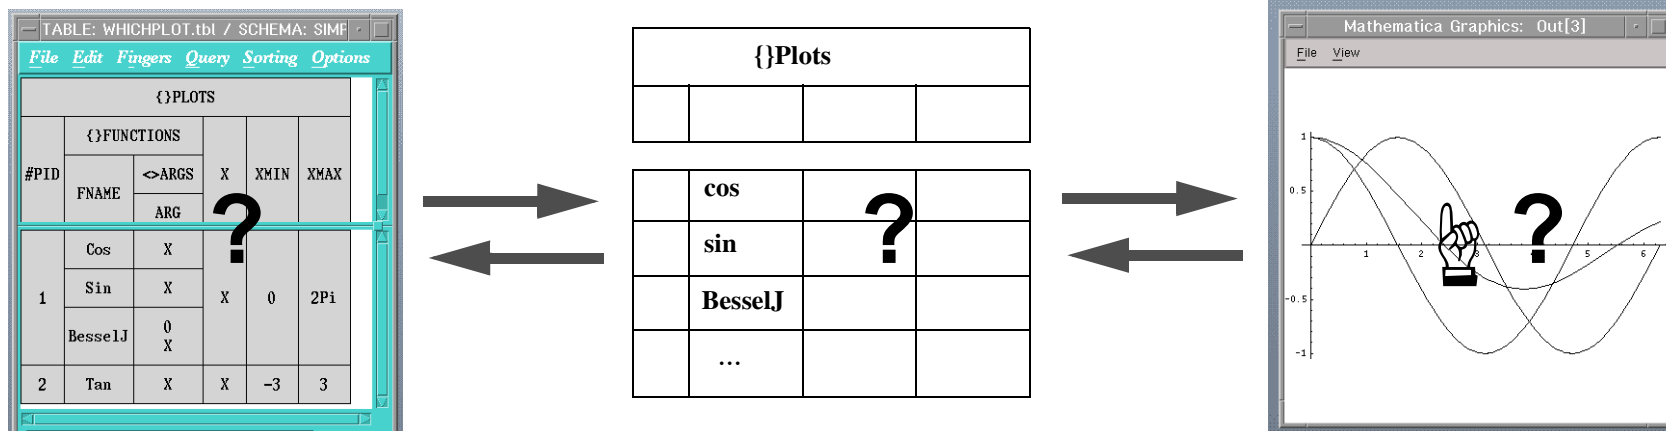 TABLE: WHICHPLOT.tbl / SCHEMA: SIMP
File Edit Fingers Query Sorting Options
{}PLOTS
{}FUNCTIONS
#PID FNAME <>ARGS X XMIN XMAX
ARG
?
Cos X
1 Sin X X 0 2Pi
BesselJ 0
X
2 Tan X X -3 3
{}Plots
cos
sin
?
BesselJ
...
Mathematica Graphics: Out[3]
File View
1
0.5
?
1 2 3 5 6
-0.5
-1